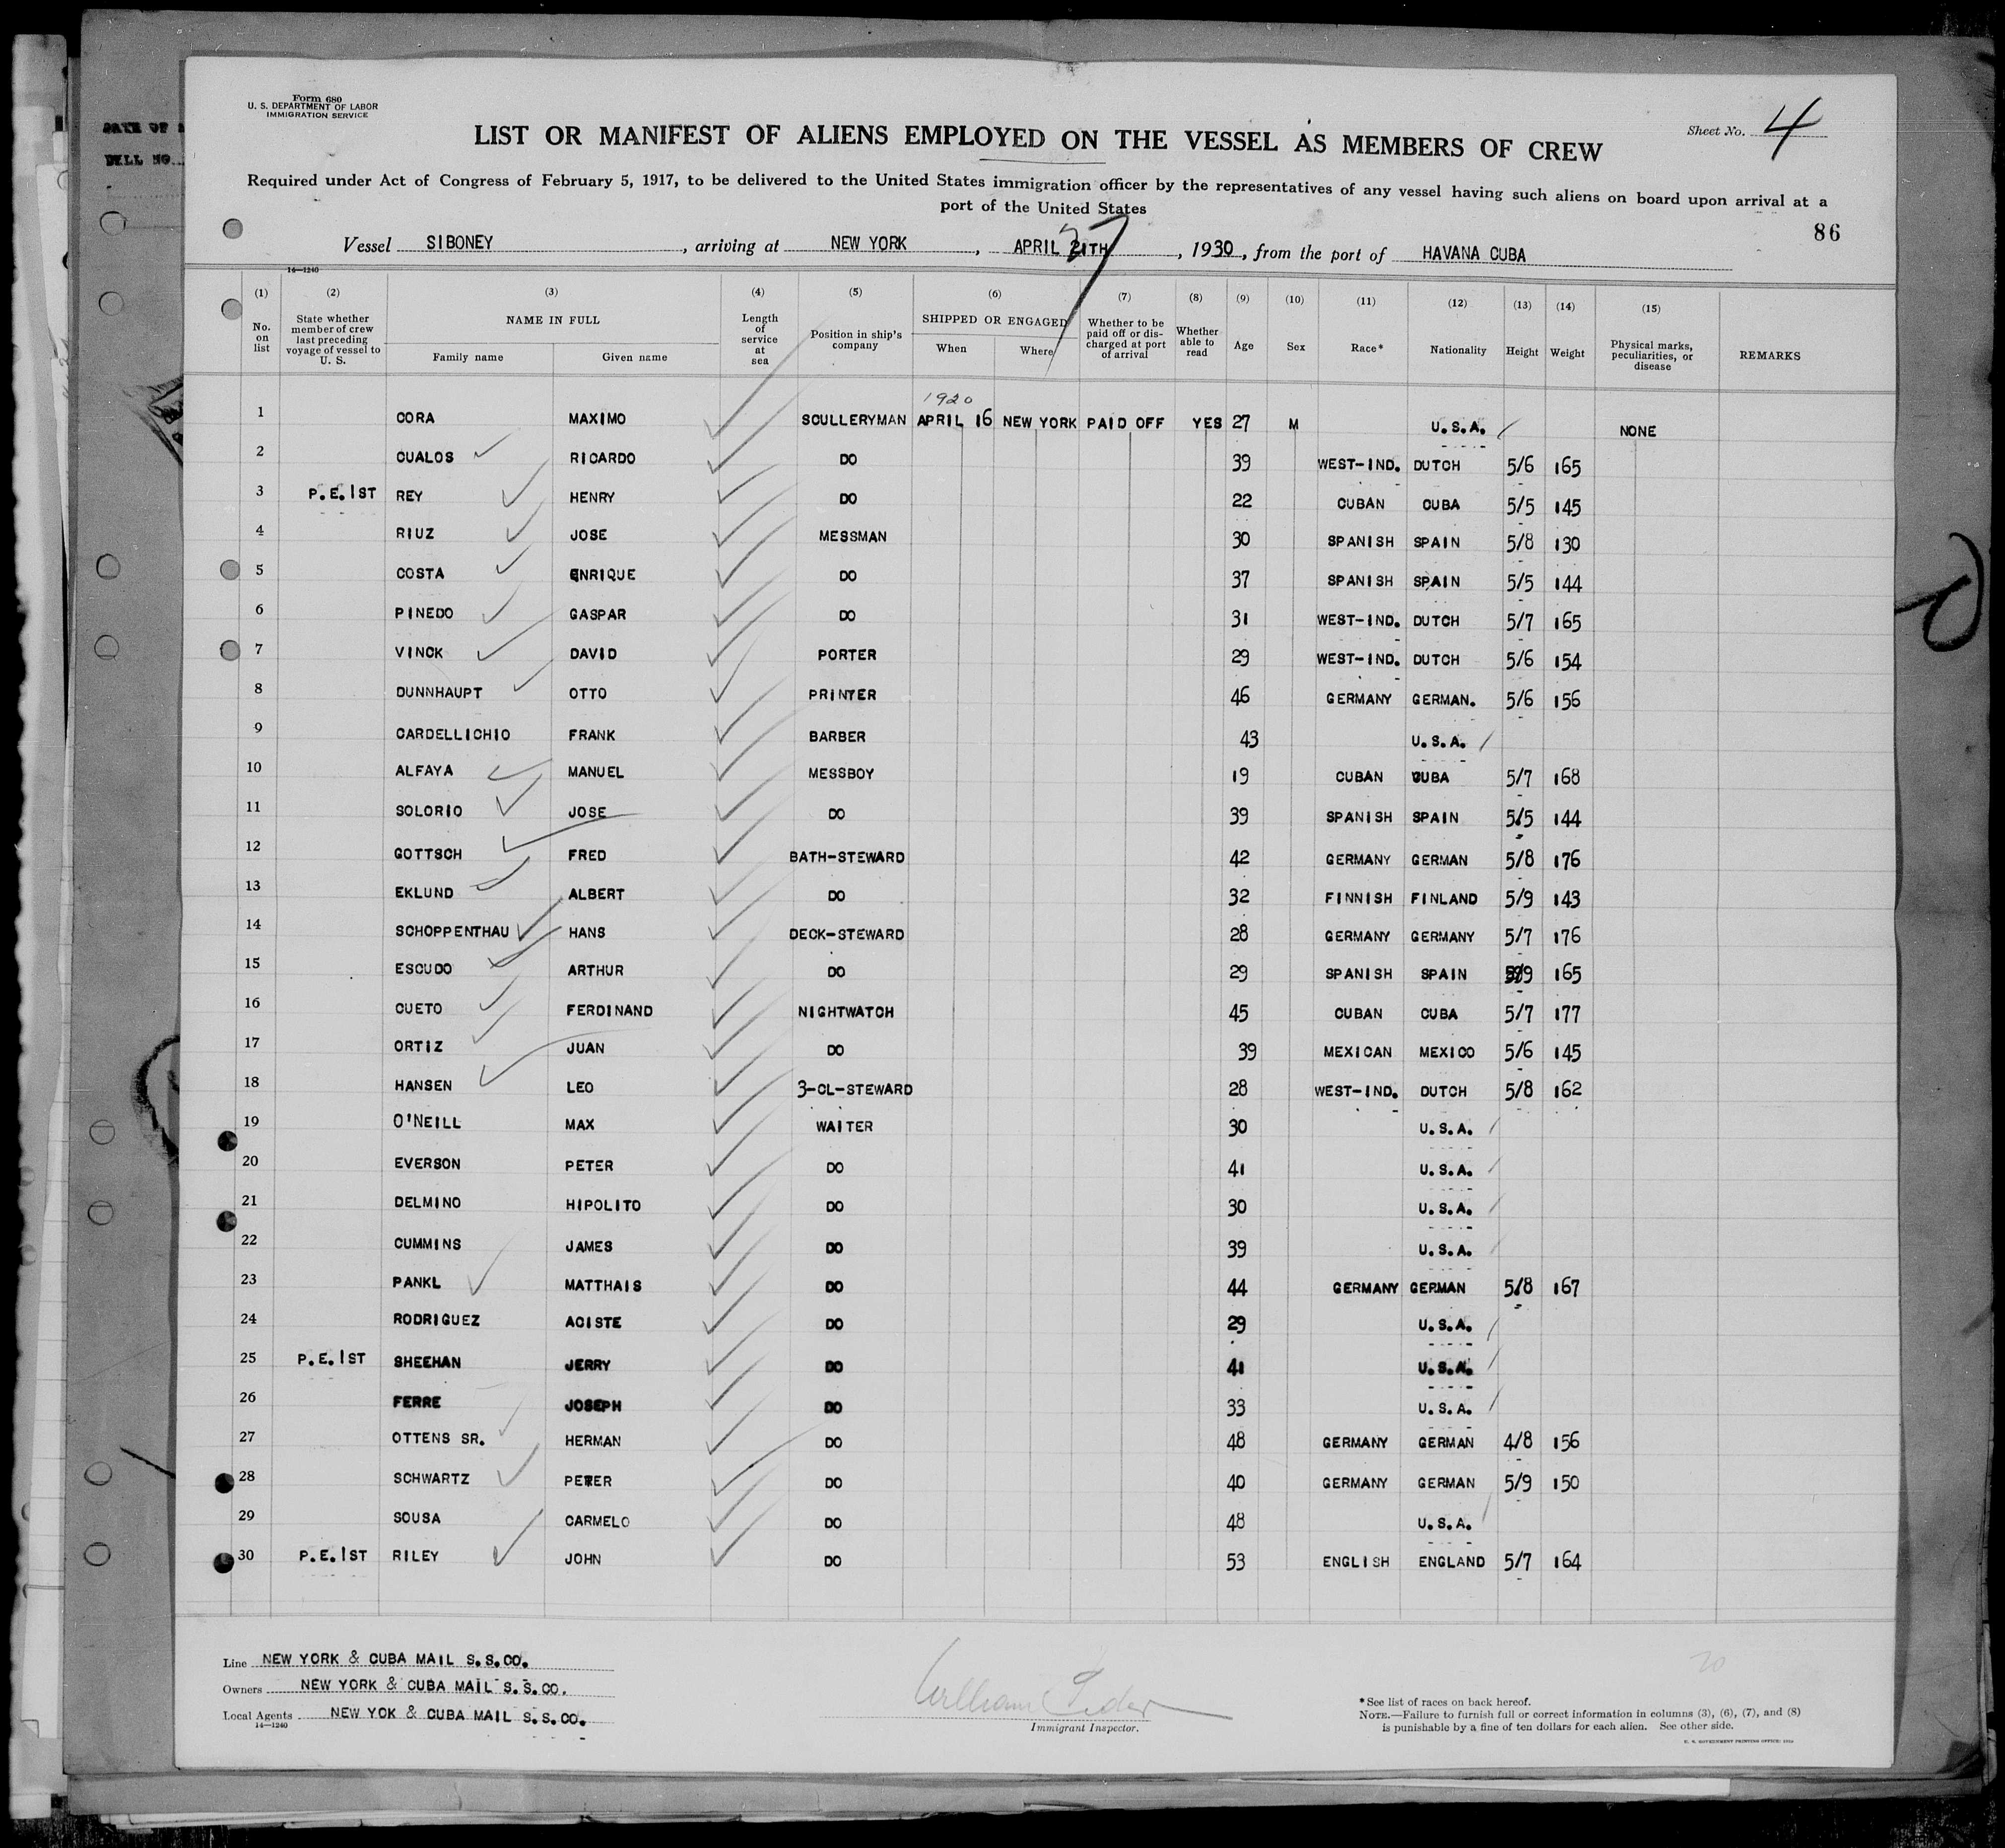 Form 680
U. S. DEPARTMENT OF LABOR
IMMIGRATION SERVICE
Sheet No. 4
LIST OR MANIFEST OF ALIENS EMPLOYED ON THE VESSEL AS MEMBERS OF CREW
Required under Act of Congress of February 5, 1917, to be delivered to the United States immigration officer by the representatives of any vessel having such aliens on board upon arrival at a
port of the United States
86
Vessel SIBONEY, arriving at NEW YORK, APRIL 21TH 27, 1930, from the port of HAVANA CUBA
14—1240
(1) (2) (3) (4) (5) (6) (7) (8) (9) (10) (11) (12) (13) (14) (15)
No. on list State whether member of crew last preceding voyage of vessel to U. S. NAME IN FULL Family name Given name Length of service at sea Position in ship's company SHIPPED OR ENGAGED When Where Whether to be paid off or discharged at port of arrival Whether able to read Age Sex Race* Nationality Height Weight Physical marks, peculiarities, or disease REMARKS
1920
1 CORA MAXIMO SCULLERYMAN APRIL 16 NEW YORK PAID OFF YES 27 M U.S.A. NONE
2 CUALOS RICARDO DO 39 WEST-IND. DUTCH 5/6 165
3 P.E.1ST REY HENRY DO 22 CUBAN CUBA 5/5 145
4 RIUZ JOSE MESSMAN 30 SPANISH SPAIN 5/8 130
5 COSTA ENRIQUE DO 37 SPANISH SPAIN 5/5 144
6 PINEDO GASPAR DO 31 WEST-IND. DUTCH 5/7 165
7 VINCK DAVID PORTER 29 WEST-IND. DUTCH 5/6 154
8 DUNNHAUPT OTTO PRINTER 46 GERMANY GERMAN. 5/6 156
9 CARDELLICHIO FRANK BARBER 43 U.S.A.
10 ALFAYA MANUEL MESSBOY 19 CUBAN CUBA 5/7 168
11 SOLORIO JOSE DO 39 SPANISH SPAIN 5/5 144
12 GOTTSCH FRED BATH-STEWARD 42 GERMANY GERMAN 5/8 176
13 EKLUND ALBERT DO 32 FINNISH FINLAND 5/9 143
14 SCHOPPENTHAU HANS DECK-STEWARD 28 GERMANY GERMANY 5/7 176
15 ESCUDO ARTHUR DO 29 SPANISH SPAIN 5/9 165
16 CUETO FERDINAND NIGHTWATCH 45 CUBAN CUBA 5/7 177
17 ORTIZ JUAN DO 39 MEXICAN MEXICO 5/6 145
18 HANSEN LEO 3-CL-STEWARD 28 WEST-IND. DUTCH 5/8 162
19 O'NEILL MAX WAITER 30 U.S.A.
20 EVERSON PETER DO 41 U.S.A.
21 DELMINO HIPOLITO DO 30 U.S.A.
22 CUMMINS JAMES DO 39 U.S.A.
23 PANKL MATTHAIS DO 44 GERMANY GERMAN 5/8 167
24 RODRIGUEZ ACISTE DO 29 U.S.A.
25 P.E.1ST SHEEHAN JERRY DO 41 U.S.A.
26 FERRE JOSEPH DO 33 U.S.A.
27 OTTENS SR. HERMAN DO 48 GERMANY GERMAN 4/8 156
28 SCHWARTZ PETER DO 40 GERMANY GERMAN 5/9 150
29 SOUSA CARMELO DO 48 U.S.A.
30 P.E.1ST RILEY JOHN DO 53 ENGLISH ENGLAND 5/7 164
Line NEW YORK & CUBA MAIL S.S.CO.
Owners NEW YORK & CUBA MAIL S.S.CO.
Local Agents NEW YCK & CUBA MAIL S.S.CO.
14—1240
William
Immigrant Inspector.
20
*See list of races on back hereof.
NOTE.—Failure to furnish full or correct information in columns (3), (6), (7), and (8)
is punishable by a fine of ten dollars for each alien. See other side.